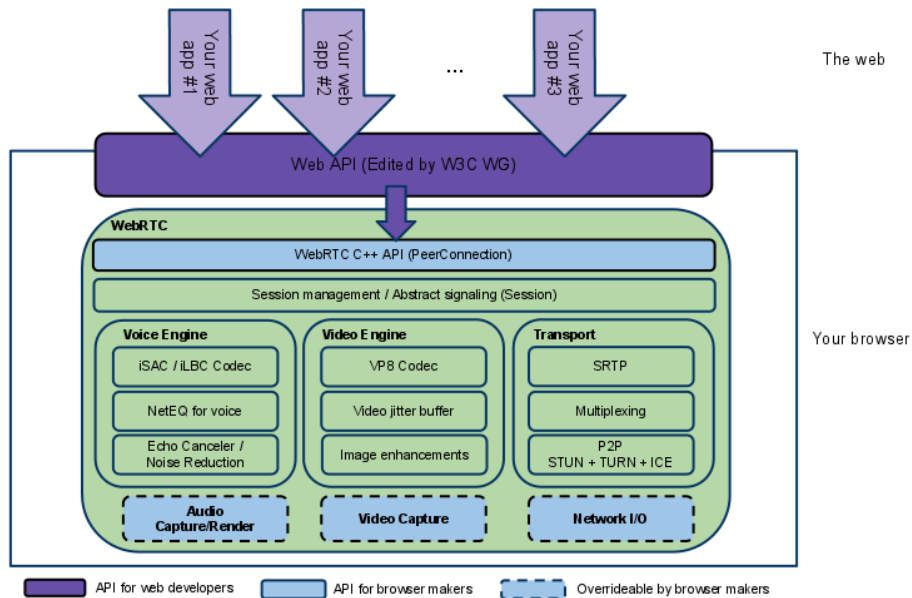 Your web
app #1
Your web
app #2
...
Your web
app #3
The web
Web API (Edited by W3C WG)
WebRTC
WebRTC C++ API (PeerConnection)
Session management / Abstract signaling (Session)
Your browser
Voice Engine
iSAC / iLBC Codec
NetEQ for voice
Echo Canceler /
Noise Reduction
Video Engine
VP8 Codec
Video jitter buffer
Image enhancements
Transport
SRTP
Multiplexing
P2P
STUN + TURN + ICE
Audio
Capture/Render
Video Capture
Network I/O
API for web developers
API for browser makers
Overrideable by browser makers